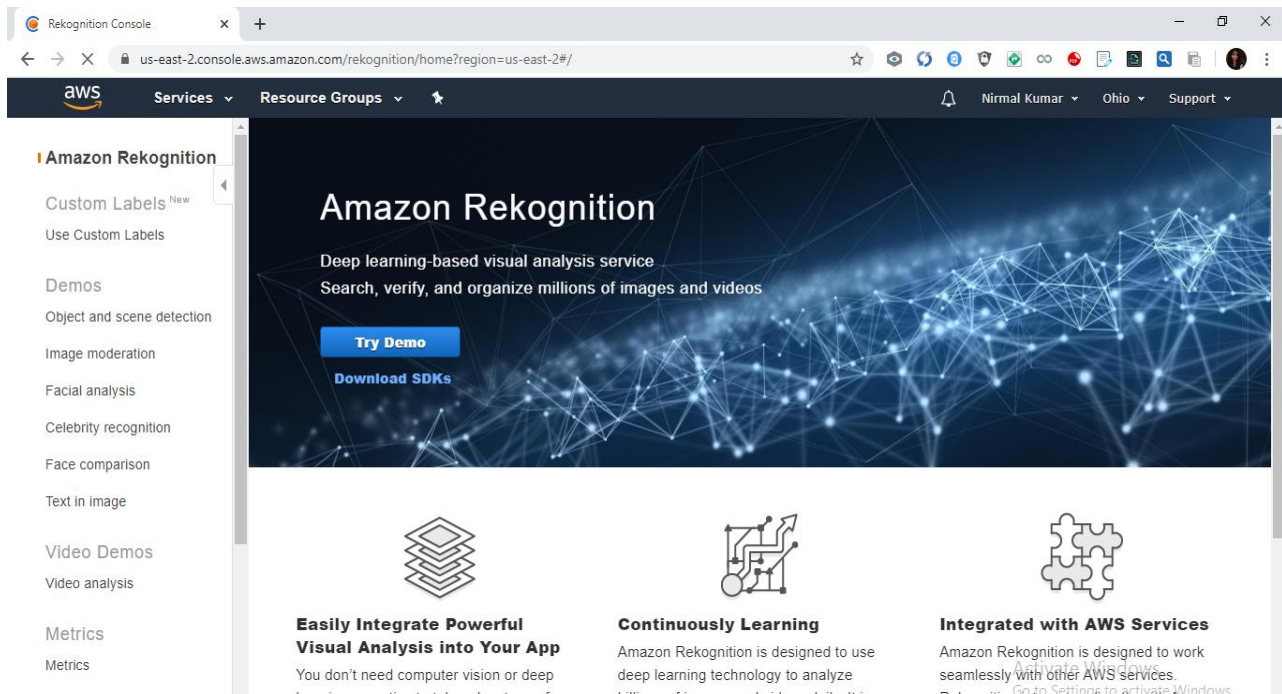 Rekognition Console
us-east-2.console.aws.amazon.com/rekognition/home?region=us-east-2#/
aws Services Resource Groups Nirmal Kumar Ohio Support
Amazon Rekognition
Custom Labels New
Use Custom Labels
Demos
Object and scene detection
Image moderation
Facial analysis
Celebrity recognition
Face comparison
Text in image
Video Demos
Video analysis
Metrics
Metrics
Amazon Rekognition
Deep learning-based visual analysis service
Search, verify, and organize millions of images and videos
Try Demo
Download SDKs
Easily Integrate Powerful
Visual Analysis into Your App
You don't need computer vision or deep
Continuously Learning
Amazon Rekognition is designed to use
deep learning technology to analyze
Integrated with AWS Services
Amazon Rekognition is designed to work
seamlessly with other AWS services.
Activate Windows
Go to Settings to activate Windows.